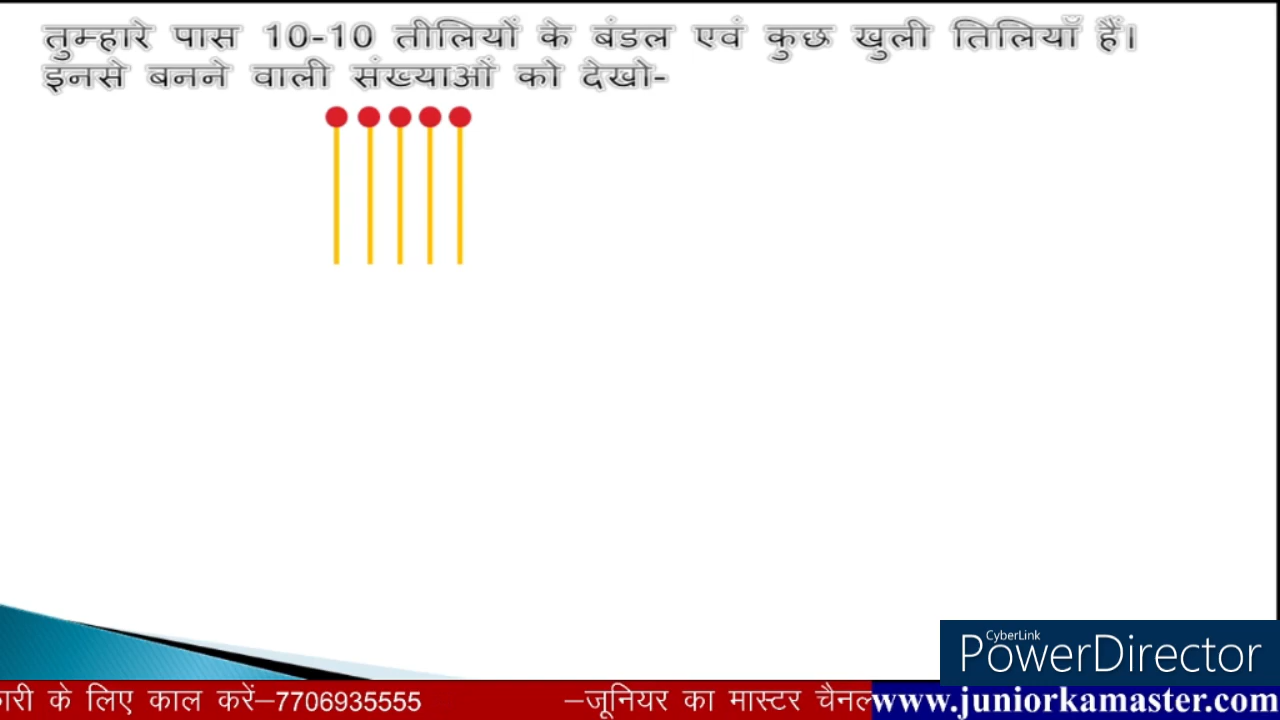 तुम्हारे पास 10-10 तीलियों के बंडल एवं कुछ खुली तिलियाँ हैं।
इनसे बनने वाली संख्याओं को देखो-
CyberLink
PowerDirector
ारी के लिए काल करें–7706935555 –जूनियर का मास्टर चैनल
www.juniorkamaster.com